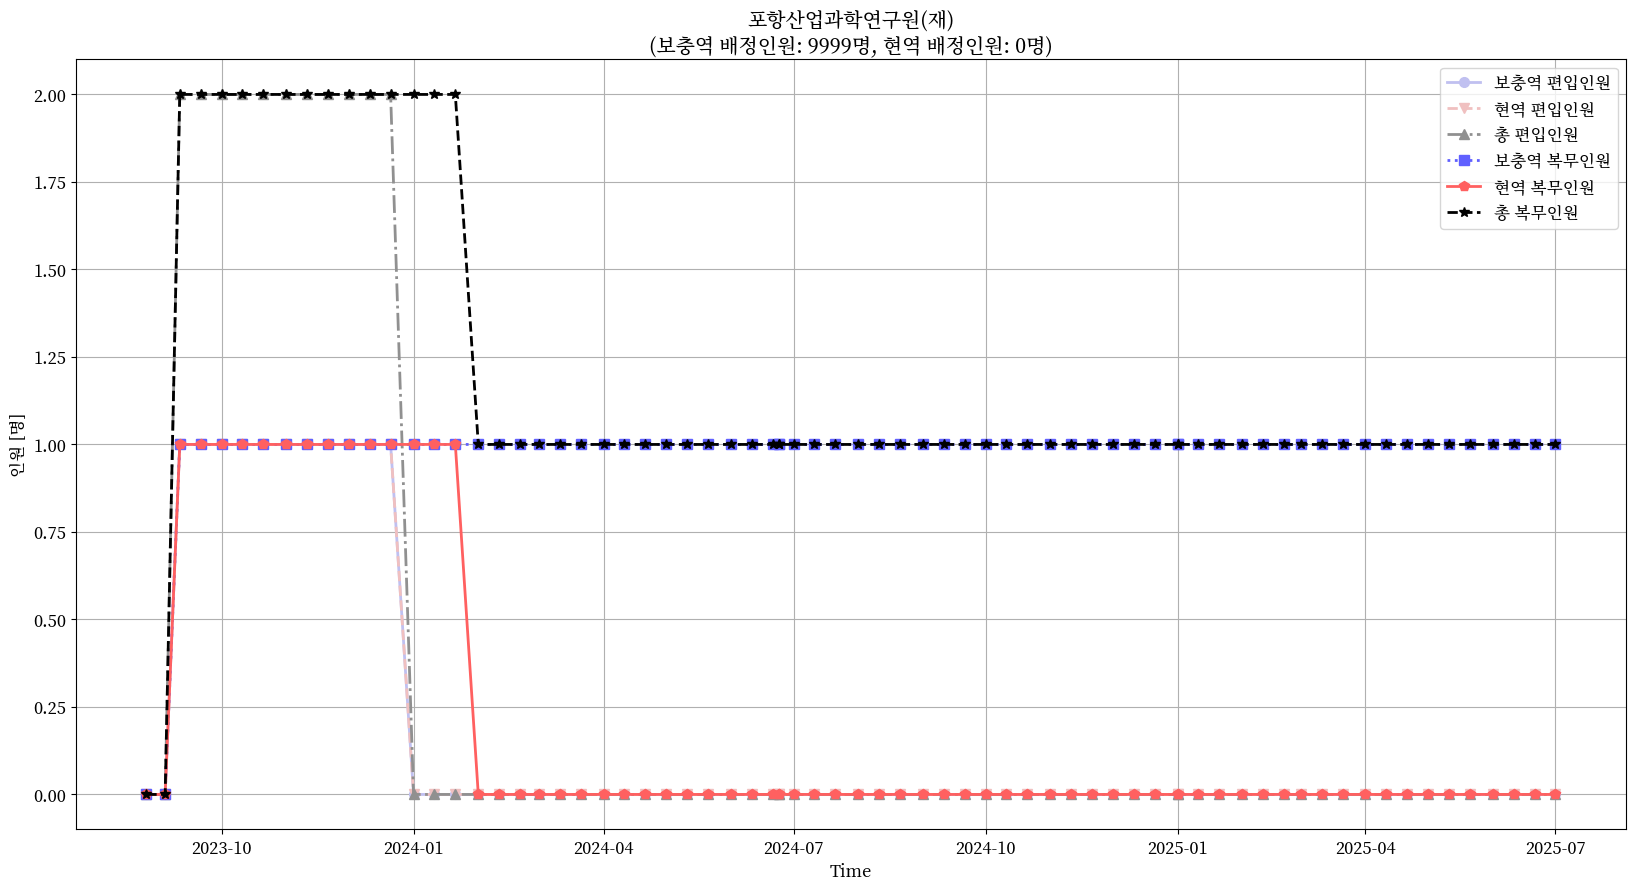 포항산업과학연구원(재)
(보충역 배정인원: 9999명, 현역 배정인원: 0명)
보충역 편입인원
현역 편입인원
총 편입인원
보충역 복무인원
현역 복무인원
총 복무인원
2.00
1.75
1.50
1.25
1.00
0.75
0.50
0.25
0.00
인원 [명]
2023-10 2024-01 2024-04 2024-07 2024-10 2025-01 2025-04 2025-07
Time